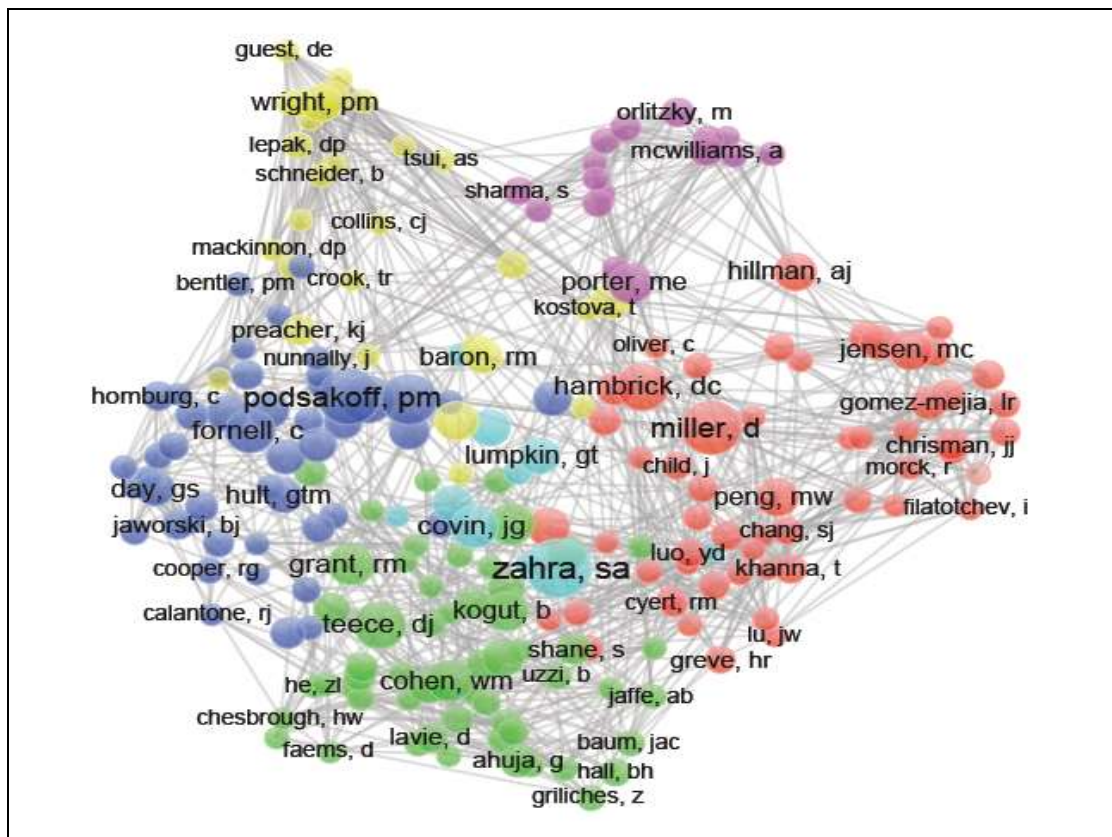 guest, de
wright, pm
orlitzky, m
lepak, dp
tsui, as
mcwilliams, a
schneider, b
sharma, s
collins, cj
mackinnon, dp
bentler, pm
crook, tr
porter, me
hillman, aj
kostova, t
preacher, kj
nunnally, j
baron, rm
oliver, c
jensen, mc
homburg, c
podsakoff, pm
hambrick, dc
gomez-mejia, lr
fornell, c
miller, d
chrisman, jj
lumpkin, gt
child, j
morck, r
day, gs
hult, gtm
peng, mw
filatotchev, i
jaworski, bj
covin, jg
chang, sj
cooper, rg
grant, rm
zahra, sa
luo, yd
khanna, t
calantone, rj
teece, dj
kogut, b
cyert, rm
lu, jw
shane, s
greve, hr
he, zl
cohen, wm
uzzi, b
jaffe, ab
chesbrough, hw
faems, d
lavie, d
baum, jac
ahuja, g
hall, bh
griliches, z